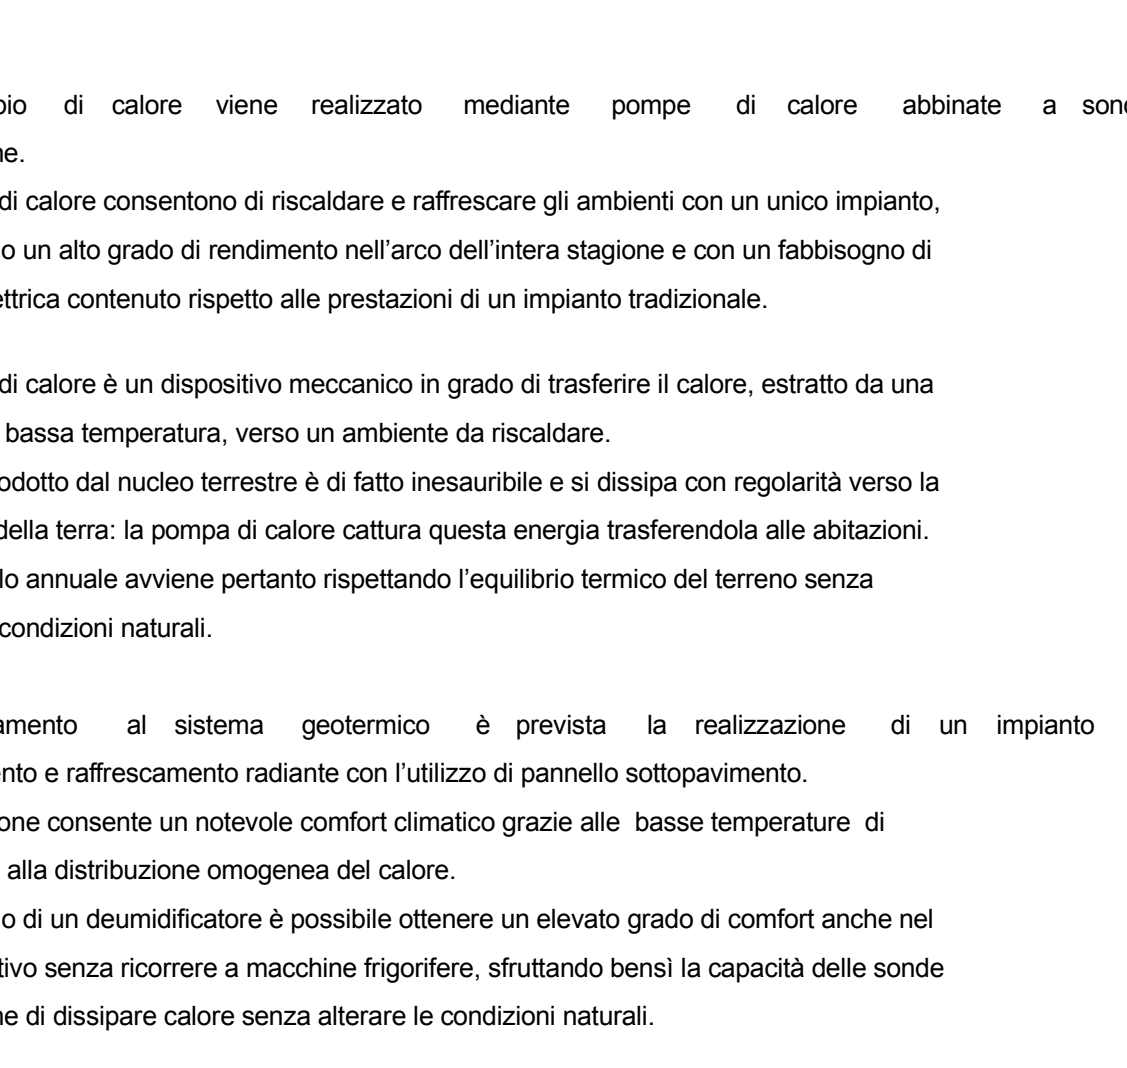 bio di calore viene realizzato mediante pompe di calore abbinate a sond
ne.
di calore consentono di riscaldare e raffrescare gli ambienti con un unico impianto,
o un alto grado di rendimento nell’arco dell’intera stagione e con un fabbisogno di
ettrica contenuto rispetto alle prestazioni di un impianto tradizionale.
di calore è un dispositivo meccanico in grado di trasferire il calore, estratto da una
bassa temperatura, verso un ambiente da riscaldare.
odotto dal nucleo terrestre è di fatto inesauribile e si dissipa con regolarità verso la
della terra: la pompa di calore cattura questa energia trasferendola alle abitazioni.
lo annuale avviene pertanto rispettando l’equilibrio termico del terreno senza
condizioni naturali.
amento al sistema geotermico è prevista la realizzazione di un impianto
ento e raffrescamento radiante con l’utilizzo di pannello sottopavimento.
one consente un notevole comfort climatico grazie alle basse temperature di
alla distribuzione omogenea del calore.
o di un deumidificatore è possibile ottenere un elevato grado di comfort anche nel
tivo senza ricorrere a macchine frigorifere, sfruttando bensì la capacità delle sonde
ne di dissipare calore senza alterare le condizioni naturali.